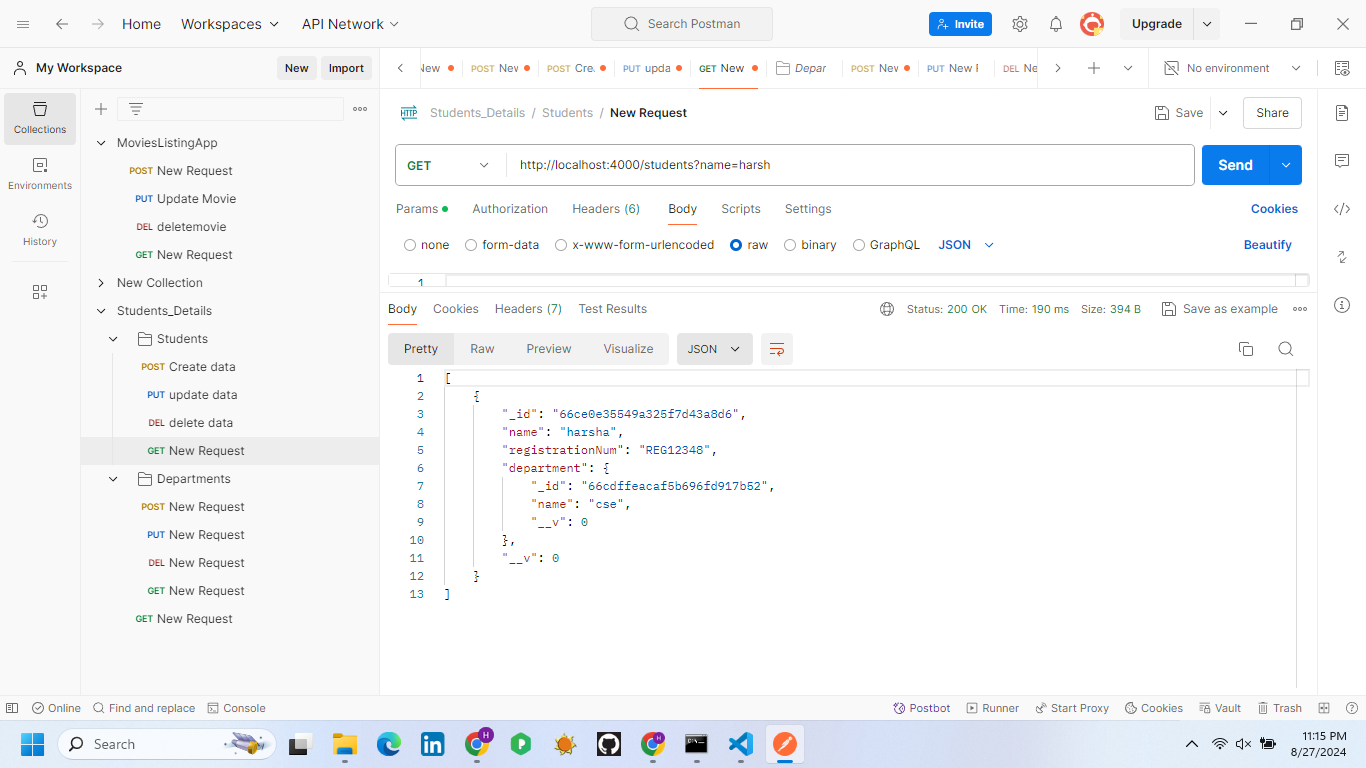 Home Workspaces API Network Search Postman Invite Upgrade
My Workspace New Import
New POST New POST Cre. PUT upda GET New Depar POST New PUT New F DEL Ne No environment
Collections
Environments
History
MoviesListingApp
POST New Request
PUT Update Movie
DEL deletemovie
GET New Request
New Collection
Students_Details
Students
POST Create data
PUT update data
DEL delete data
GET New Request
Departments
POST New Request
PUT New Request
DEL New Request
GET New Request
GET New Request
HTTP Students_Details / Students / New Request Save Share
GET http://localhost:4000/students?name=harsh Send
Params Authorization Headers (6) Body Scripts Settings Cookies
none form-data x-www-form-urlencoded raw binary GraphQL JSON Beautify
1
Body Cookies Headers (7) Test Results Status: 200 OK Time: 190 ms Size: 394 B Save as example
Pretty Raw Preview Visualize JSON
1 [
2 {
3 "_id": "66ce0e35549a325f7d43a8d6",
4 "name": "harsha",
5 "registrationNum": "REG12348",
6 "department": {
7 "_id": "66cdffeacaf5b696fd917b52",
8 "name": "cse",
9 "__v": 0
10 },
11 "__v": 0
12 }
13 ]
Online Find and replace Console Postbot Runner Start Proxy Cookies Vault Trash
Search
11:15 PM
8/27/2024